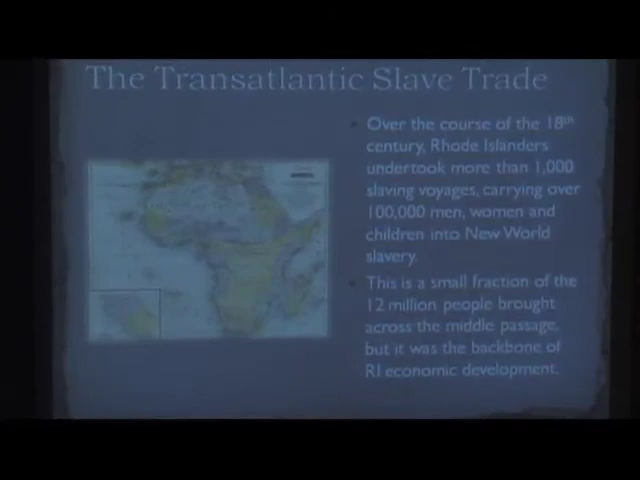 The Transatlantic Slave Trade
• Over the course of the 18th
century, Rhode Islanders
undertook more than 1,000
slaving voyages, carrying over
100,000 men, women and
children into New World
slavery.
• This is a small fraction of the
12 million people brought
across the middle passage,
but it was the backbone of
RI economic development.